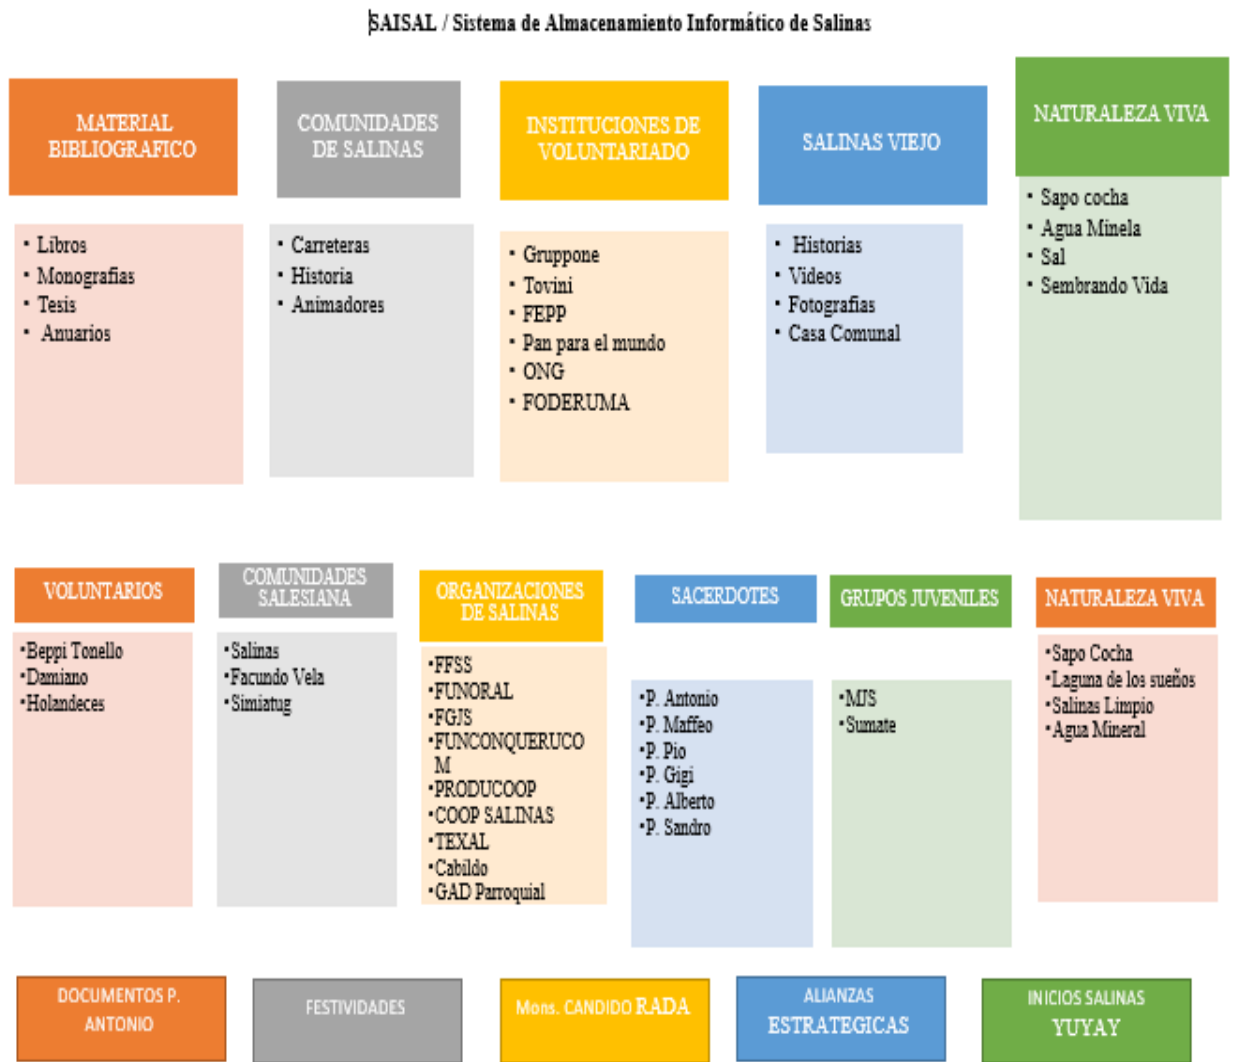 SAISAL / Sistema de Almacenamiento Informático de Salinas
MATERIAL
BIBLIOGRAFICO
• Libros
• Monografias
• Tesis
• Anuarios
COMUNIDADES
DE SALINAS
• Carreteras
• Historia
• Animadores
INSTITUCIONES DE
VOLUNTARIADO
• Gruppone
• Tovini
• FEPP
• Pan para el mundo
• ONG
• FODERUMA
SALINAS VIEJO
• Historias
• Videos
• Fotografias
• Casa Comunal
NATURALEZA VIVA
• Sapo cocha
• Agua Minela
• Sal
• Sembrando Vida
VOLUNTARIOS
•Beppi Tonello
•Damiano
•Holandeces
COMUNIDADES
SALESIANA
•Salinas
•Facundo Vela
•Simiatug
ORGANIZACIONES
DE SALINAS
•FFSS
•FUNORAL
•FGJS
•FUNCONQUERUCO
M
•PRODUCOOP
•COOP SALINAS
•TEXAL
•Cabildo
•GAD Parroquial
SACERDOTES
•P. Antonio
•P. Maffeo
•P. Pio
•P. Gigi
•P. Alberto
•P. Sandro
GRUPOS JUVENILES
•MJS
•Sumate
NATURALEZA VIVA
•Sapo Cocha
•Laguna de los sueños
•Salinas Limpio
•Agua Mineral
DOCUMENTOS P.
ANTONIO
FESTIVIDADES
Mons. CANDIDO RADA
ALIANZAS
ESTRATEGICAS
INICIOS SALINAS
YUYAY